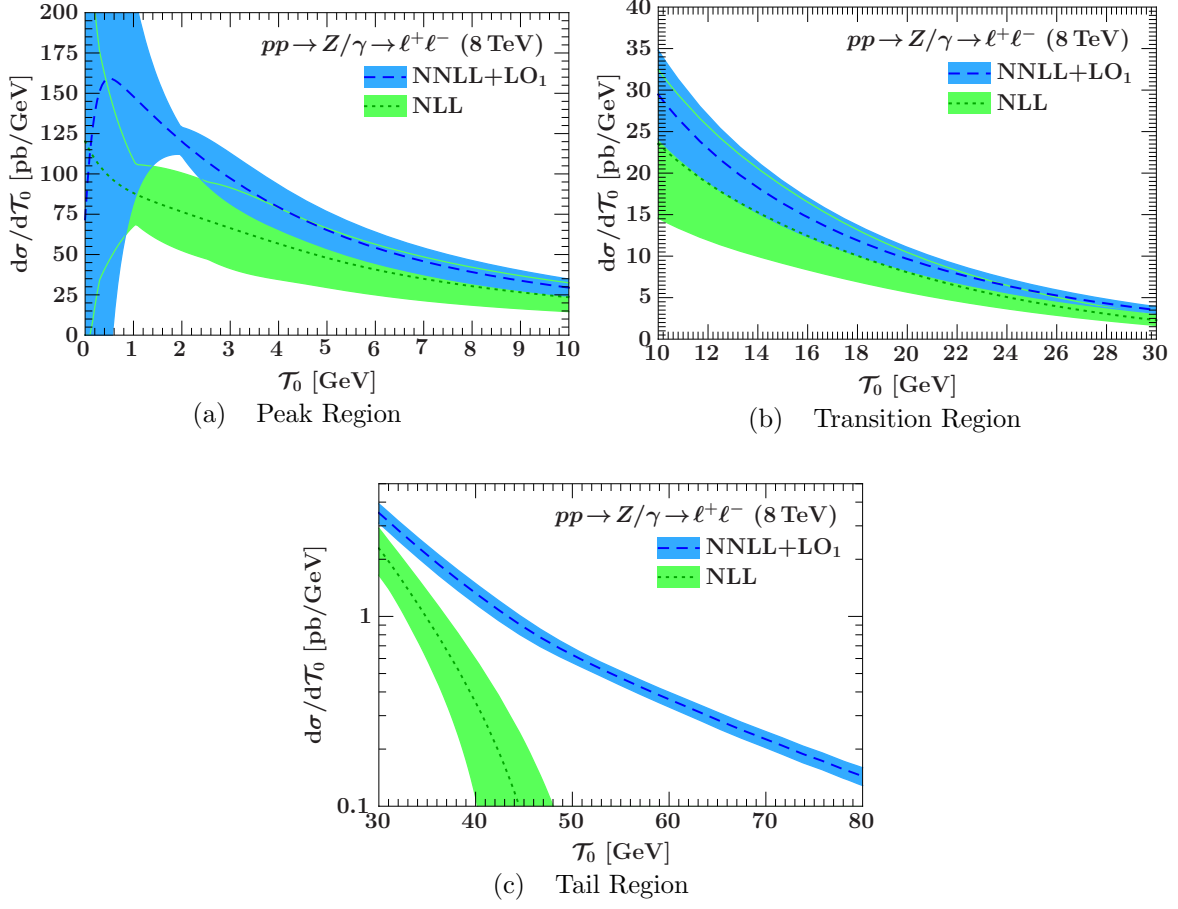 200
175
150
125
100
75
50
25
0
dσ/d𝒯₀ [pb/GeV]
pp → Z/γ → ℓ⁺ℓ⁻ (8 TeV)
NNLL+LO₁
NLL
0 1 2 3 4 5 6 7 8 9 10
𝒯₀ [GeV]
(a) Peak Region
40
35
30
25
20
15
10
5
0
dσ/d𝒯₀ [pb/GeV]
pp → Z/γ → ℓ⁺ℓ⁻ (8 TeV)
NNLL+LO₁
NLL
10 12 14 16 18 20 22 24 26 28 30
𝒯₀ [GeV]
(b) Transition Region
1
0.1
dσ/d𝒯₀ [pb/GeV]
pp → Z/γ → ℓ⁺ℓ⁻ (8 TeV)
NNLL+LO₁
NLL
30 40 50 60 70 80
𝒯₀ [GeV]
(c) Tail Region